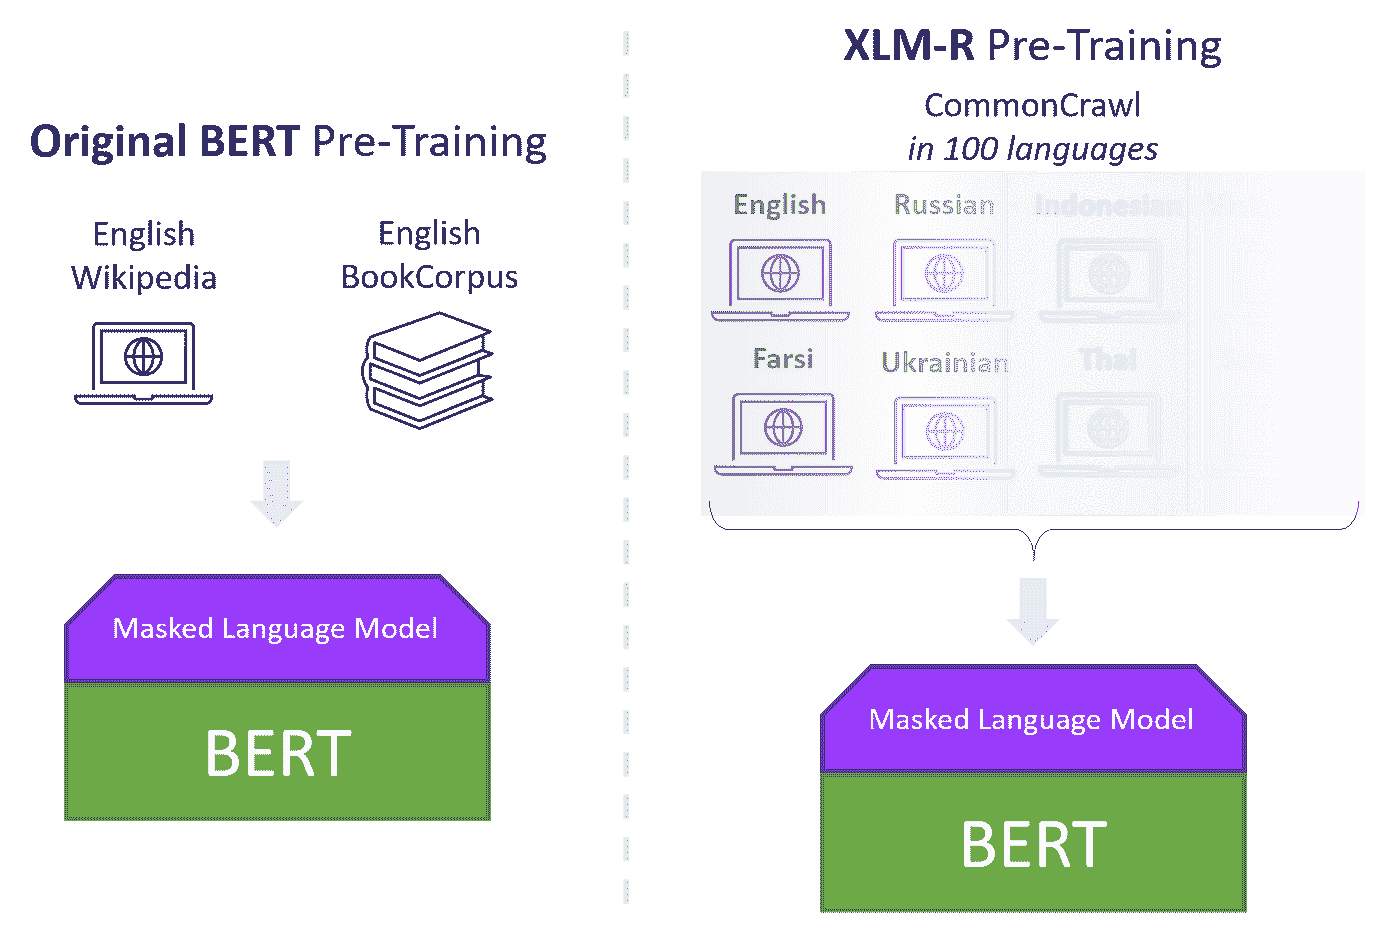 Original BERT Pre-Training
English
Wikipedia
English
BookCorpus
Masked Language Model
BERT
XLM-R Pre-Training
CommonCrawl
in 100 languages
English
Russian
Indonesian
Farsi
Ukrainian
Thai
Masked Language Model
BERT